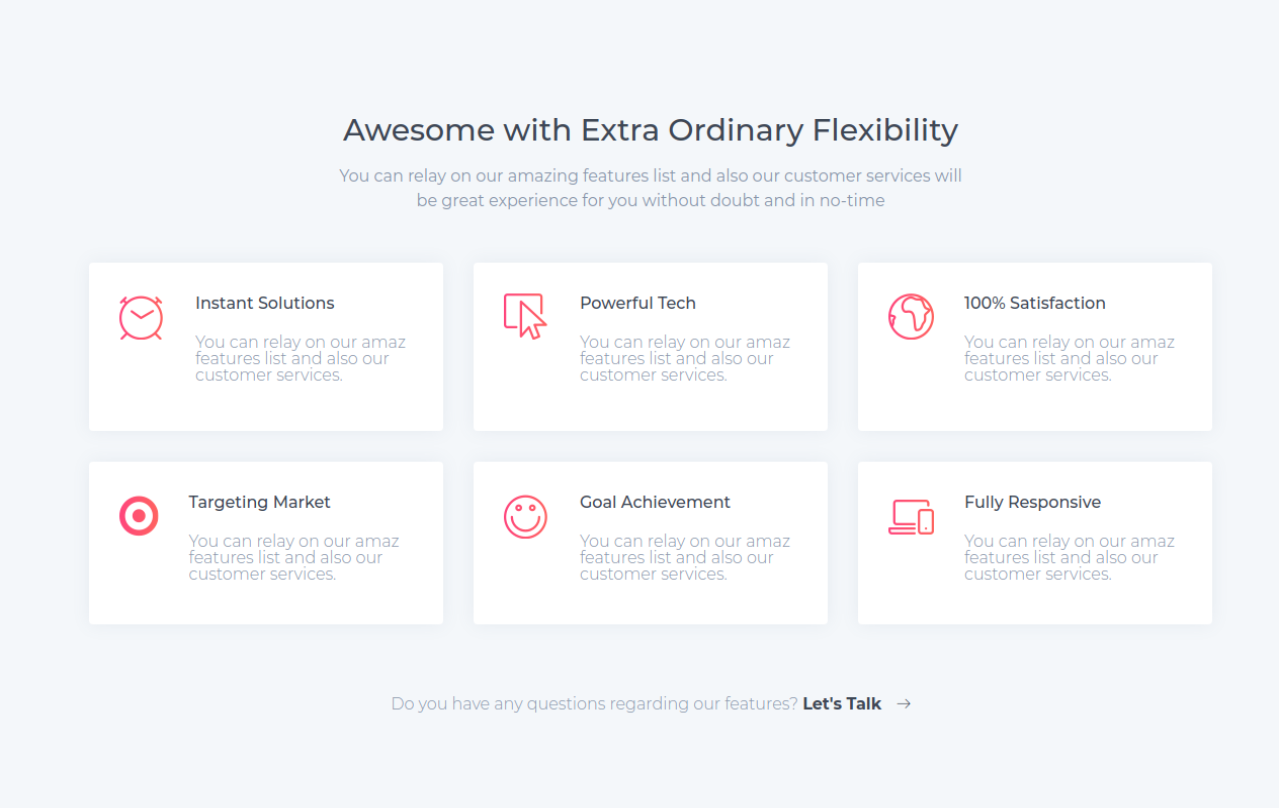 Awesome with Extra Ordinary Flexibility
You can relay on our amazing features list and also our customer services will
be great experience for you without doubt and in no-time
Instant Solutions
You can relay on our amaz
features list and also our
customer services.
Powerful Tech
You can relay on our amaz
features list and also our
customer services.
100% Satisfaction
You can relay on our amaz
features list and also our
customer services.
Targeting Market
You can relay on our amaz
features list and also our
customer services.
Goal Achievement
You can relay on our amaz
features list and also our
customer services.
Fully Responsive
You can relay on our amaz
features list and also our
customer services.
Do you have any questions regarding our features? Let's Talk →